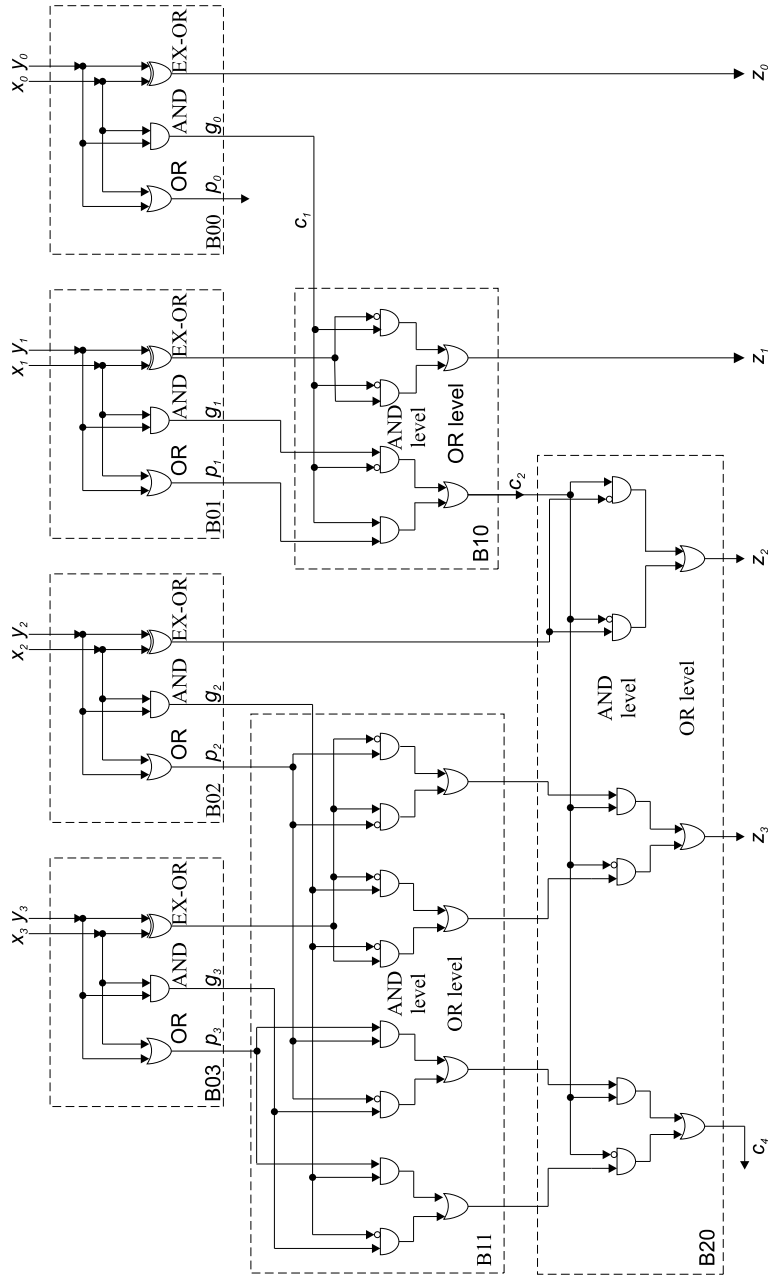 x₃ y₃
EX-OR
AND
OR
g₃
p₃
B03
x₂ y₂
EX-OR
AND
OR
g₂
p₂
B02
x₁ y₁
EX-OR
AND
OR
g₁
p₁
B01
x₀ y₀
EX-OR
AND
OR
g₀
p₀
B00
c₁
AND
level
OR level
B11
AND
level
OR level
B10
c₂
AND
level
OR level
B20
c₄
z₃
z₂
z₁
z₀